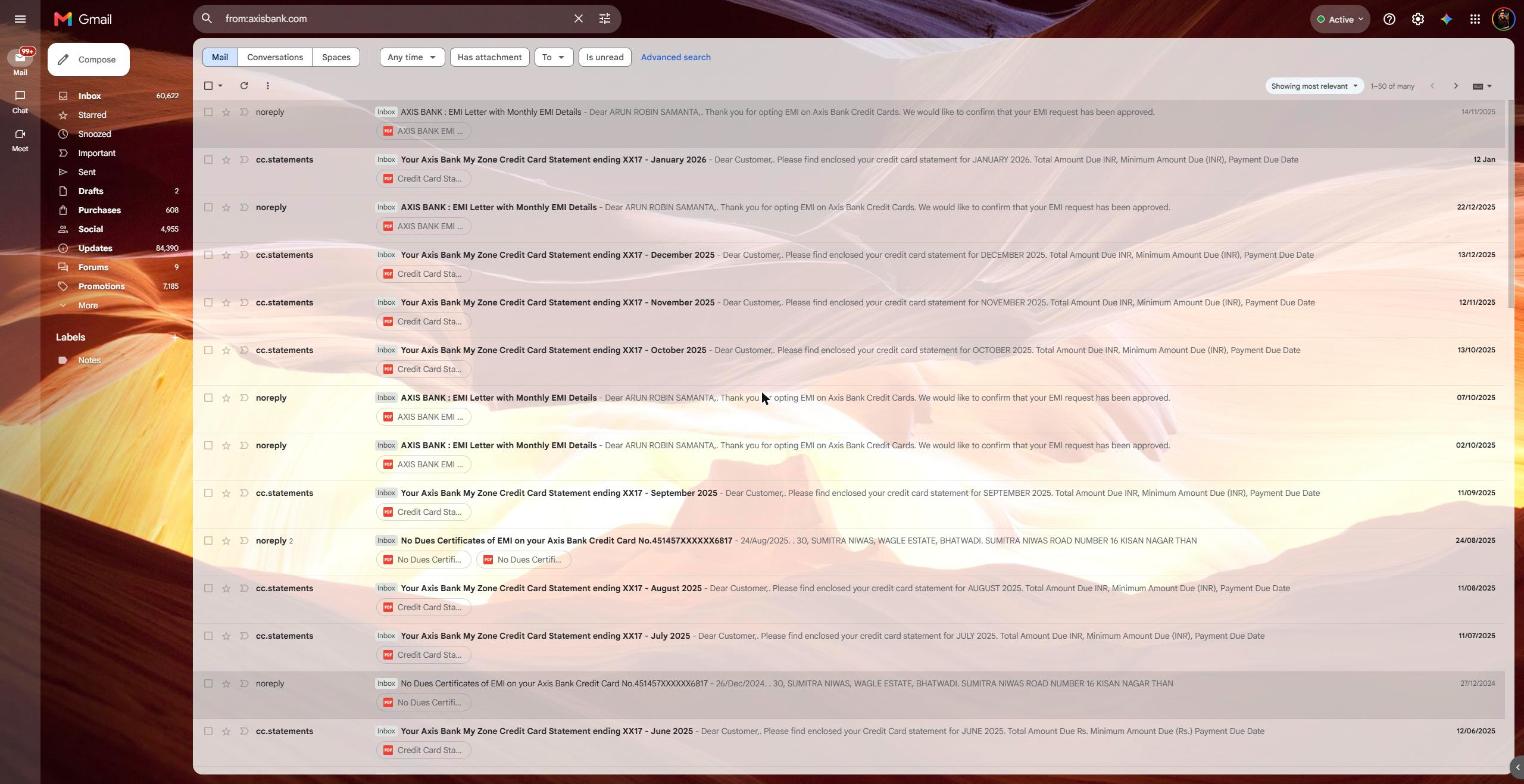 Gmail
from:axisbank.com
Active
99+
Mail
Chat
Meet
Compose
Inbox 60,622
Starred
Snoozed
Important
Sent
Drafts 2
Purchases 608
Social 4,955
Updates 84,390
Forums 9
Promotions 7,185
More
Labels
Notes
Mail Conversations Spaces Any time Has attachment To Is unread Advanced search
Showing most relevant 1–50 of many
noreply Inbox AXIS BANK : EMI Letter with Monthly EMI Details - Dear ARUN ROBIN SAMANTA,. Thank you for opting EMI on Axis Bank Credit Cards. We would like to confirm that your EMI request has been approved. 14/11/2025
PDF AXIS BANK EMI ...
cc.statements Inbox Your Axis Bank My Zone Credit Card Statement ending XX17 - January 2026 - Dear Customer,. Please find enclosed your credit card statement for JANUARY 2026. Total Amount Due INR, Minimum Amount Due (INR), Payment Due Date 12 Jan
PDF Credit Card Sta...
noreply Inbox AXIS BANK : EMI Letter with Monthly EMI Details - Dear ARUN ROBIN SAMANTA,. Thank you for opting EMI on Axis Bank Credit Cards. We would like to confirm that your EMI request has been approved. 22/12/2025
PDF AXIS BANK EMI ...
cc.statements Inbox Your Axis Bank My Zone Credit Card Statement ending XX17 - December 2025 - Dear Customer,. Please find enclosed your credit card statement for DECEMBER 2025. Total Amount Due INR, Minimum Amount Due (INR), Payment Due Date 13/12/2025
PDF Credit Card Sta...
cc.statements Inbox Your Axis Bank My Zone Credit Card Statement ending XX17 - November 2025 - Dear Customer,. Please find enclosed your credit card statement for NOVEMBER 2025. Total Amount Due INR, Minimum Amount Due (INR), Payment Due Date 12/11/2025
PDF Credit Card Sta...
cc.statements Inbox Your Axis Bank My Zone Credit Card Statement ending XX17 - October 2025 - Dear Customer,. Please find enclosed your credit card statement for OCTOBER 2025. Total Amount Due INR, Minimum Amount Due (INR), Payment Due Date 13/10/2025
PDF Credit Card Sta...
noreply Inbox AXIS BANK : EMI Letter with Monthly EMI Details - Dear ARUN ROBIN SAMANTA,. Thank you opting EMI on Axis Bank Credit Cards. We would like to confirm that your EMI request has been approved. 07/10/2025
PDF AXIS BANK EMI ...
noreply Inbox AXIS BANK : EMI Letter with Monthly EMI Details - Dear ARUN ROBIN SAMANTA,. Thank you for opting EMI on Axis Bank Credit Cards. We would like to confirm that your EMI request has been approved. 02/10/2025
PDF AXIS BANK EMI ...
cc.statements Inbox Your Axis Bank My Zone Credit Card Statement ending XX17 - September 2025 - Dear Customer,. Please find enclosed your credit card statement for SEPTEMBER 2025. Total Amount Due INR, Minimum Amount Due (INR), Payment Due Date 11/09/2025
PDF Credit Card Sta...
noreply 2 Inbox No Dues Certificates of EMI on your Axis Bank Credit Card No.451457XXXXXX6817 - 24/Aug/2025. . 30, SUMITRA NIWAS, WAGLE ESTATE, BHATWADI. SUMITRA NIWAS ROAD NUMBER 16 KISAN NAGAR THAN 24/08/2025
PDF No Dues Certifi... PDF No Dues Certifi...
cc.statements Inbox Your Axis Bank My Zone Credit Card Statement ending XX17 - August 2025 - Dear Customer,. Please find enclosed your credit card statement for AUGUST 2025. Total Amount Due INR, Minimum Amount Due (INR), Payment Due Date 11/08/2025
PDF Credit Card Sta...
cc.statements Inbox Your Axis Bank My Zone Credit Card Statement ending XX17 - July 2025 - Dear Customer,. Please find enclosed your credit card statement for JULY 2025. Total Amount Due INR, Minimum Amount Due (INR), Payment Due Date 11/07/2025
PDF Credit Card Sta...
noreply Inbox No Dues Certificates of EMI on your Axis Bank Credit Card No.451457XXXXXX6817 - 26/Dec/2024. . 30, SUMITRA NIWAS, WAGLE ESTATE, BHATWADI. SUMITRA NIWAS ROAD NUMBER 16 KISAN NAGAR THAN 27/12/2024
PDF No Dues Certifi...
cc.statements Inbox Your Axis Bank My Zone Credit Card Statement ending XX17 - June 2025 - Dear Customer,. Please find enclosed your Credit Card statement for JUNE 2025. Total Amount Due Rs. Minimum Amount Due (Rs.) Payment Due Date 12/06/2025
PDF Credit Card Sta...